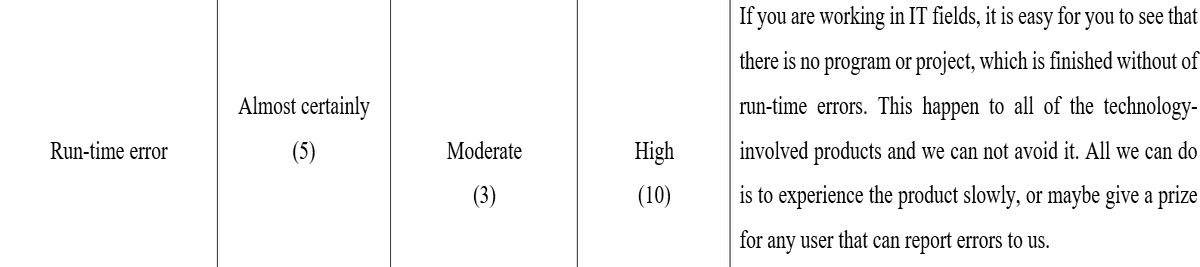 Run-time error
Almost certainly
(5)
Moderate
(3)
High
(10)
If you are working in IT fields, it is easy for you to see that
there is no program or project, which is finished without of
run-time errors. This happen to all of the technology-
involved products and we can not avoid it. All we can do
is to experience the product slowly, or maybe give a prize
for any user that can report errors to us.